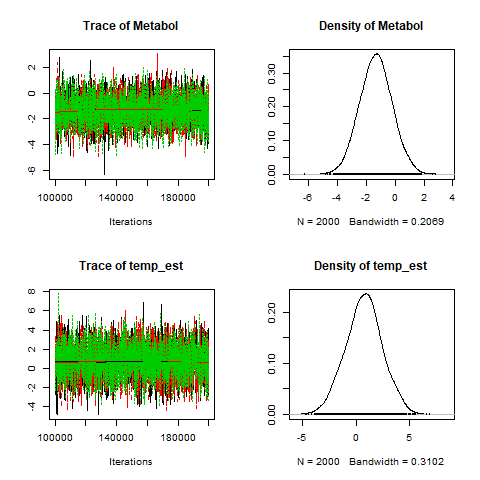 Trace of Metabol
2
0
-2
-4
-6
100000 140000 180000
Iterations
Density of Metabol
0.30
0.20
0.10
0.00
-6 -4 -2 0 2 4
N = 2000 Bandwidth = 0.2069
Trace of temp_est
8
6
4
2
0
-2
-4
100000 140000 180000
Iterations
Density of temp_est
0.20
0.10
0.00
-5 0 5
N = 2000 Bandwidth = 0.3102